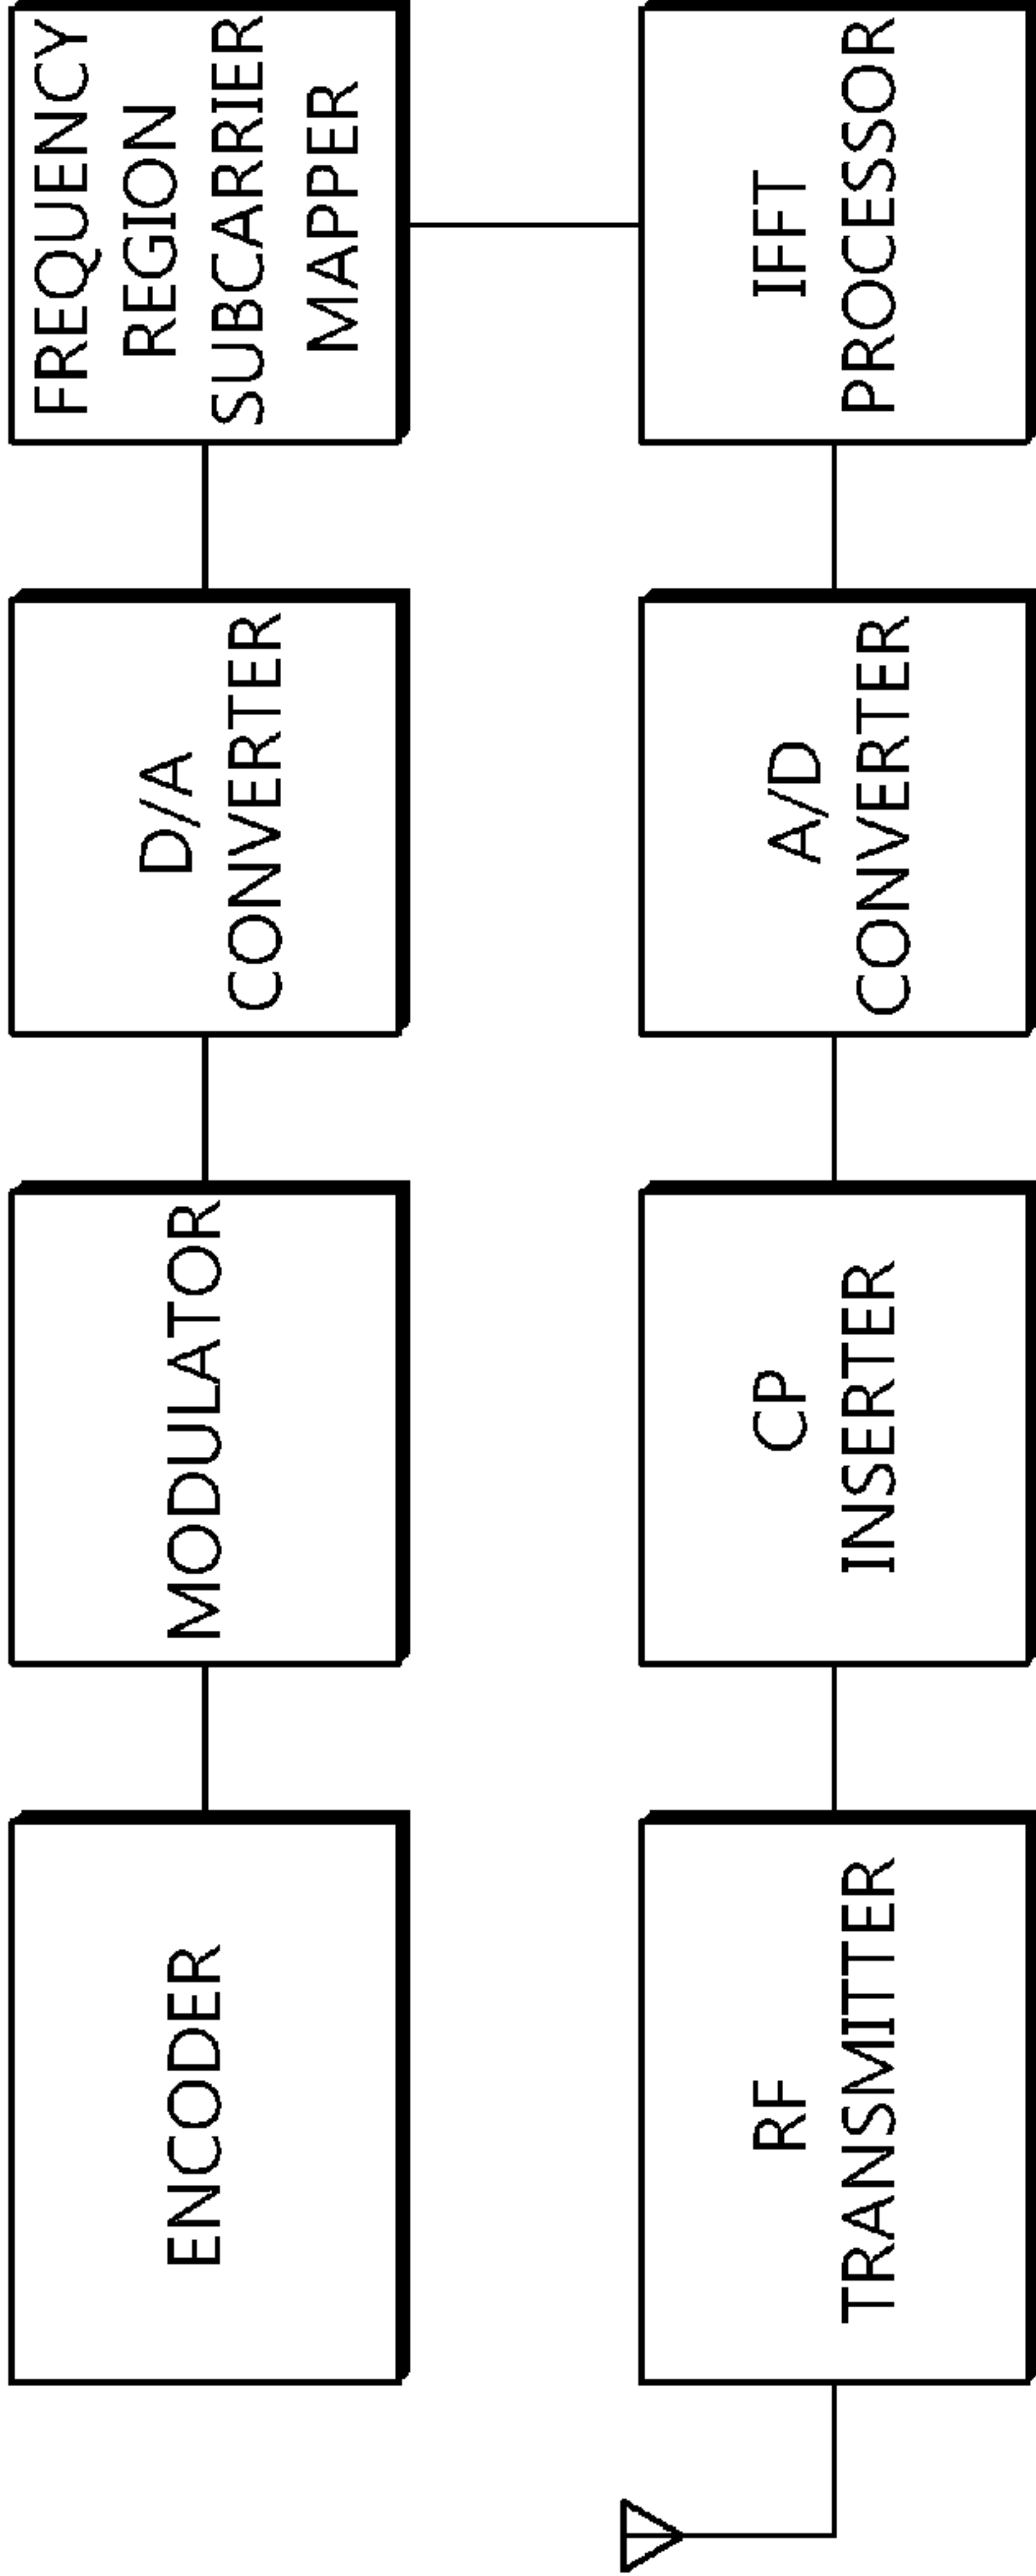 ENCODER
MODULATOR
D/A
CONVERTER
FREQUENCY
REGION
SUBCARRIER
MAPPER
RF
TRANSMITTER
CP
INSERTER
A/D
CONVERTER
IFFT
PROCESSOR